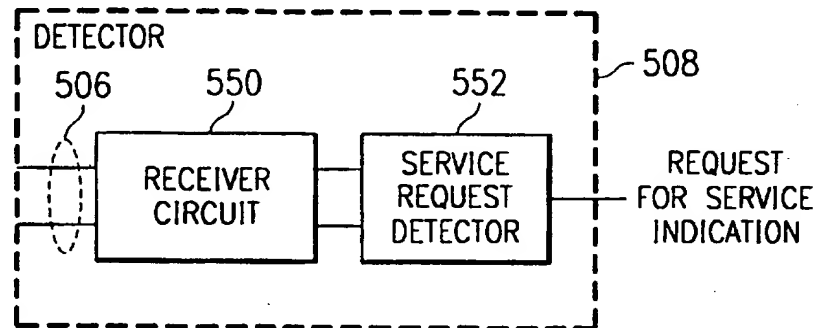 DETECTOR
508
506
550
552
RECEIVER
CIRCUIT
SERVICE
REQUEST
DETECTOR
REQUEST
FOR SERVICE
INDICATION